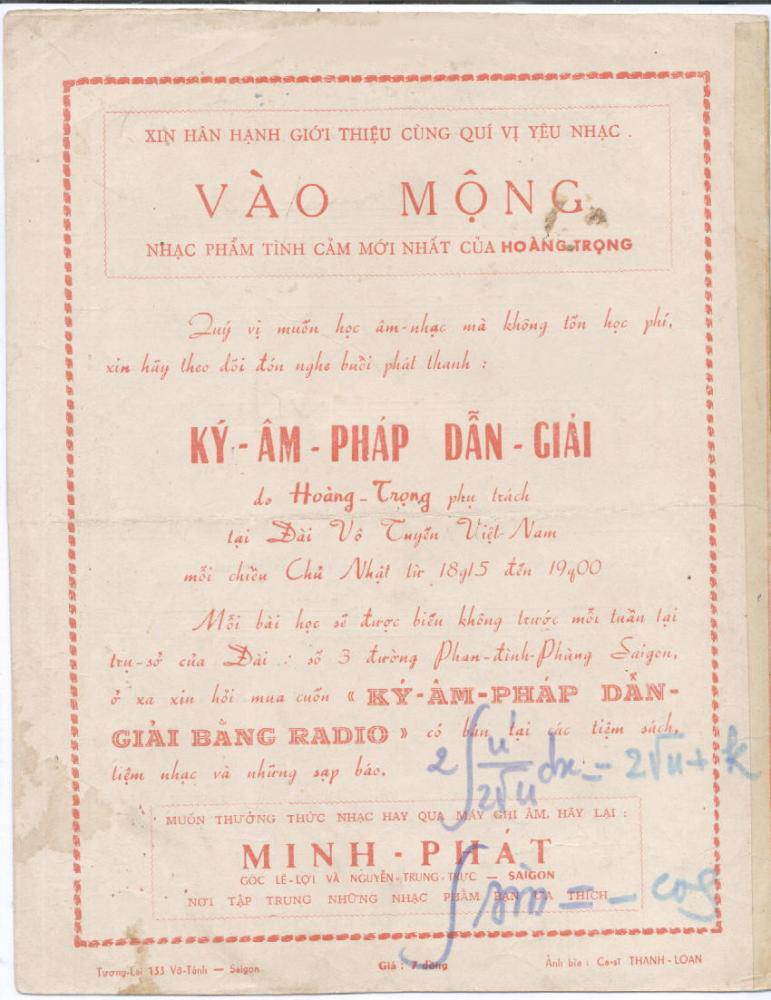 XIN HÂN HẠNH GIỚI THIỆU CÙNG QUÍ VỊ YÊU NHẠC .
VÀO MỘNG
NHẠC PHẨM TÌNH CẢM MỚI NHẤT CỦA HOÀNG TRỌNG
Quý vị muốn học âm-nhạc mà không tốn học phí,
xin hãy theo dõi đón nghe buổi phát thanh :
KÝ - ÂM - PHÁP DẪN - GIẢI
do Hoàng-Trọng phụ trách
tại Đài Vô Tuyến Việt-Nam
mỗi chiều Chủ Nhật từ 18g15 đến 19g00
Mỗi bài học sẽ được biếu không trước mỗi tuần tại
trụ-sở của Đài : số 3 đường Phan-đình-Phùng Saigon,
ở xa xin hỏi mua cuốn « KÝ-ÂM-PHÁP DẪN-
GIẢI BẰNG RADIO » có bán tại các tiệm sách,
tiệm nhạc và những sạp báo.
2∫ u'/2√u dx = 2√u + k
MUỐN THƯỞNG THỨC NHẠC HAY QUA MÁY GHI ÂM, HÃY LẠI :
MINH - PHÁT
GÓC LÊ-LỢI VÀ NGUYỄN-TRUNG-TRỰC — SAIGON
NƠI TẬP TRUNG NHỮNG NHẠC PHẨM BẠN ƯA THÍCH
∫ sin = - cos
Tương-Lai 133 Võ-Tánh — Saigon
Giá : 7 đồng
Ảnh bìa : Ca-sĩ THANH-LOAN